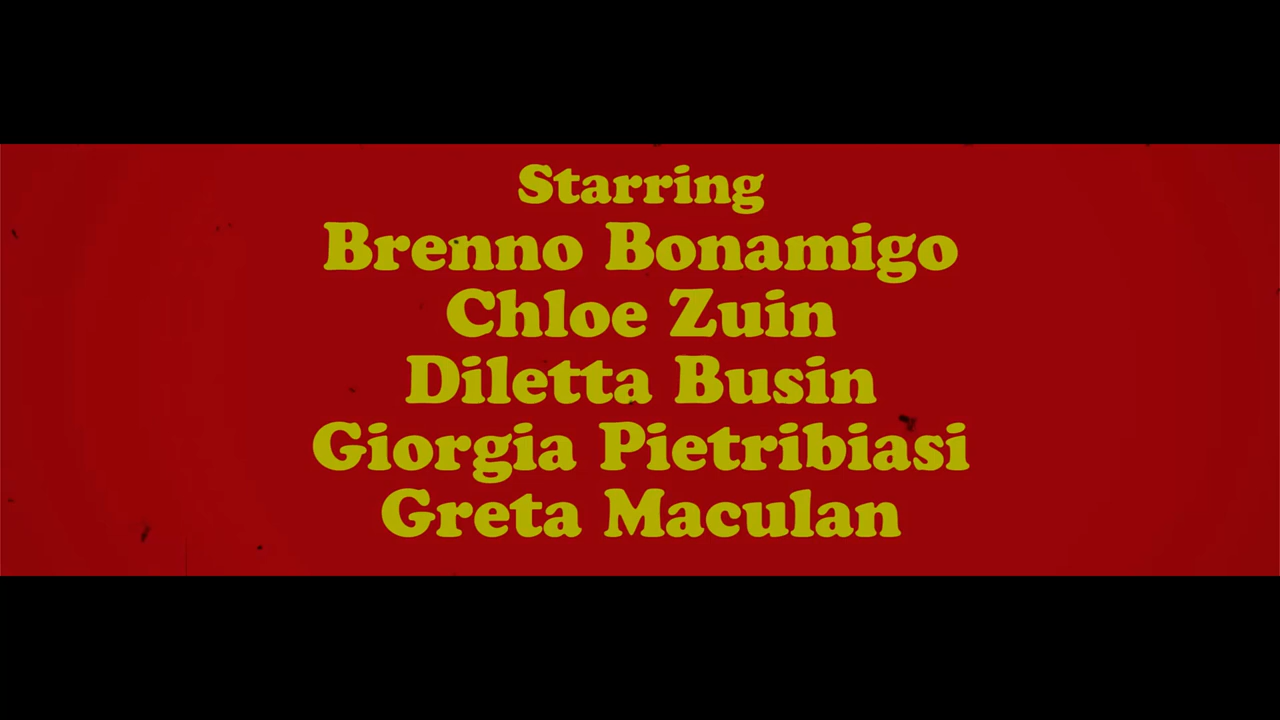 Starring
Brenno Bonamigo
Chloe Zuin
Diletta Busin
Giorgia Pietribiasi
Greta Maculan